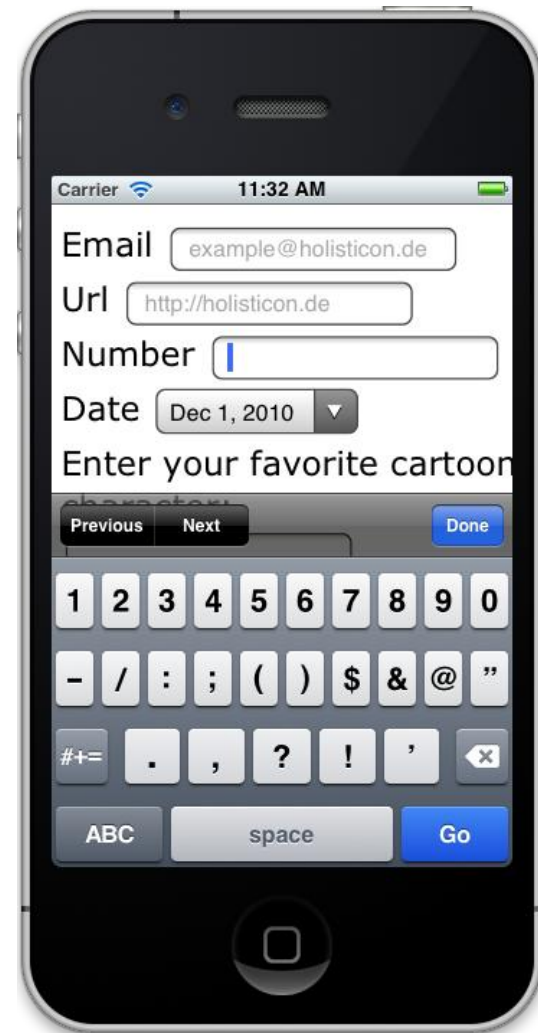 Carrier 11:32 AM
Email example@holisticon.de
Url http://holisticon.de
Number
Date Dec 1, 2010
Enter your favorite cartoon
character:
Previous Next Done
1 2 3 4 5 6 7 8 9 0
- / : ; ( ) $ & @ "
#+= . , ? ! '
ABC space Go